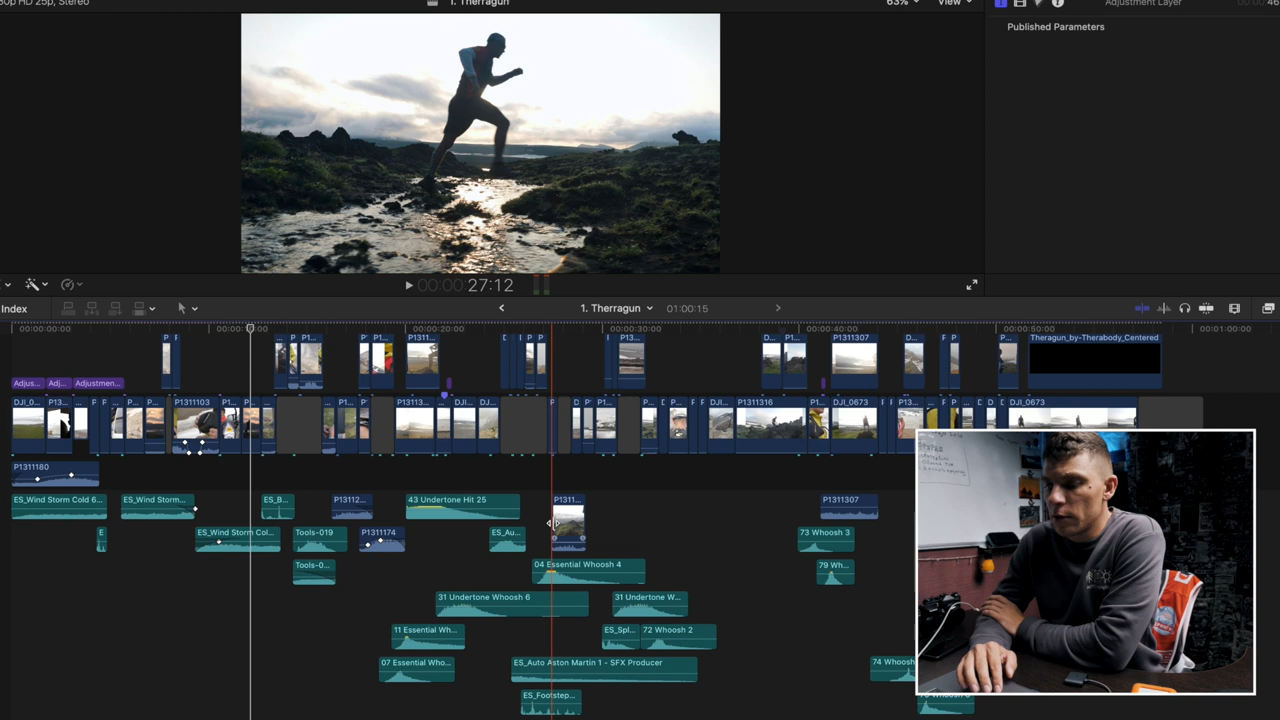 0p HD 25p, Stereo
1. Therragun
63%
View
Adjustment Layer
Published Parameters
00:00:00:27:12
Index
1. Therragun
01:00:15
00:00:00:00
00:00:20:00
00:00:30:00
00:00:40:00
00:00:50:00
00:01:00:00
P P ... P P1... P P1... P1311... D I P P P13... D... P1... P1311307 D... P P P... Theragun_by-Therabody_Centered
Adjus... Adj... Adjustmen...
DJI_0... P13... P P1311103 P1... P1311316 DJI_0673 DJI_0673
P1311180
ES_Wind Storm Cold 6... ES_Wind Storm... ES_B... P13112... 43 Undertone Hit 25 P1311... P1311307
E ES_Wind Storm Col... Tools-019 P1311174 ES_Au... 73 Whoosh 3
Tools-0... 04 Essential Whoosh 4 79 Wh...
31 Undertone Whoosh 6 31 Undertone W...
11 Essential Wh... ES_Spl... 72 Whoosh 2
07 Essential Who... ES_Auto Aston Martin 1 - SFX Producer 74 Whoosh
ES_Footstep...